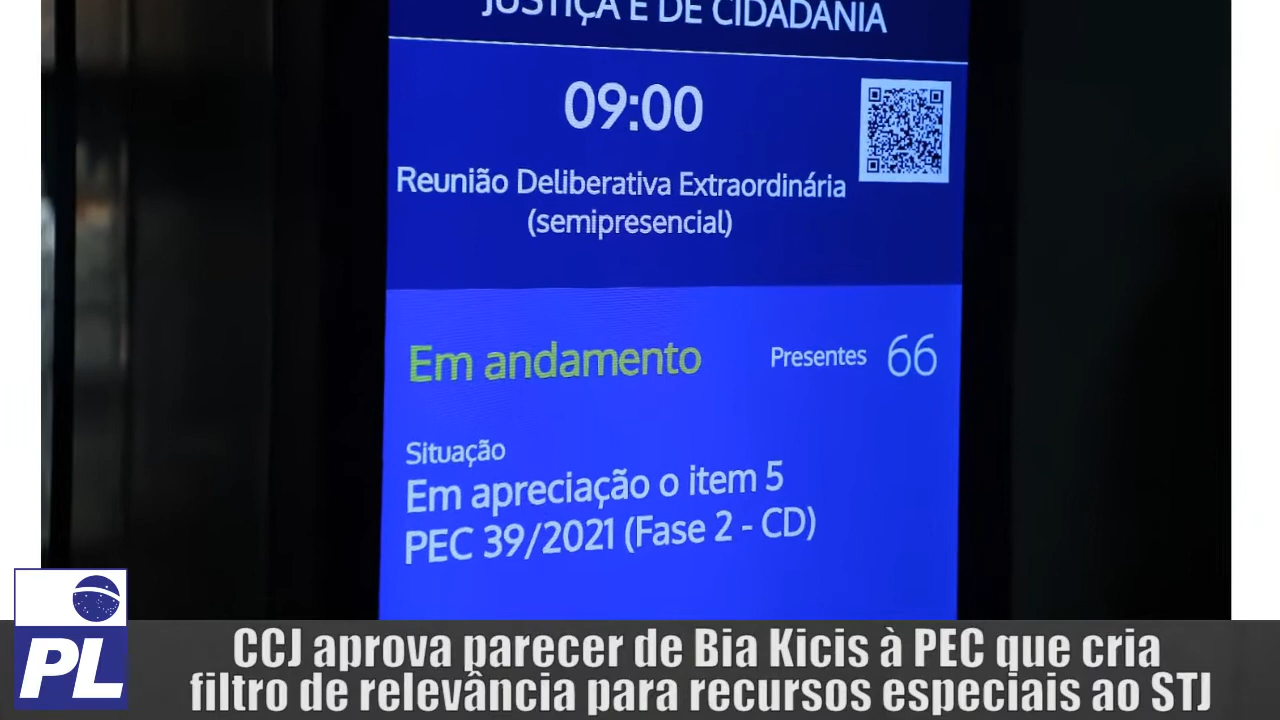 JUSTIÇA E DE CIDADANIA
09:00
Reunião Deliberativa Extraordinária
(semipresencial)
Em andamento
Presentes 66
Situação
Em apreciação o item 5
PEC 39/2021 (Fase 2 - CD)
PL
CCJ aprova parecer de Bia Kicis à PEC que cria
filtro de relevância para recursos especiais ao STJ